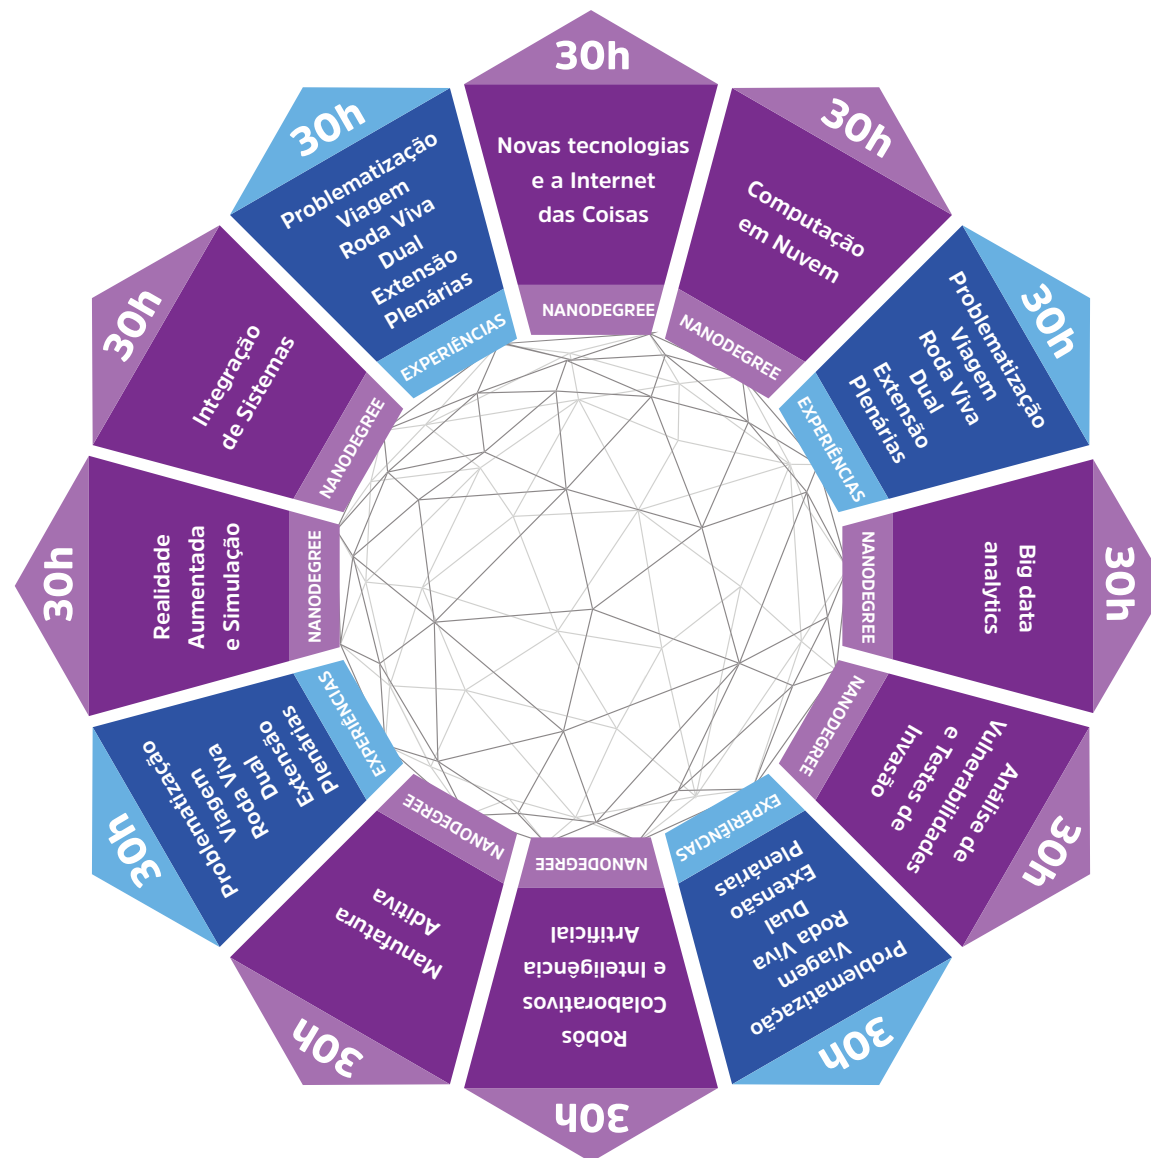 30h
Novas tecnologias
e a Internet
das Coisas
NANODEGREE
30h
Computação
em Nuvem
NANODEGREE
30h
Problematização
Viagem
Roda Viva
Dual
Extensão
Plenárias
EXPERIÊNCIAS
30h
Big data
analytics
NANODEGREE
30h
Análise de
Vulnerabilidades
e Testes de
Invasão
NANODEGREE
30h
Problematização
Viagem
Roda Viva
Dual
Extensão
Plenárias
EXPERIÊNCIAS
30h
Robôs
Colaborativos
e Inteligência
Artificial
NANODEGREE
30h
Manufatura
Aditiva
NANODEGREE
30h
Problematização
Viagem
Roda Viva
Dual
Extensão
Plenárias
EXPERIÊNCIAS
30h
Realidade
Aumentada
e Simulação
NANODEGREE
30h
Integração
de Sistemas
NANODEGREE
30h
Problematização
Viagem
Roda Viva
Dual
Extensão
Plenárias
EXPERIÊNCIAS